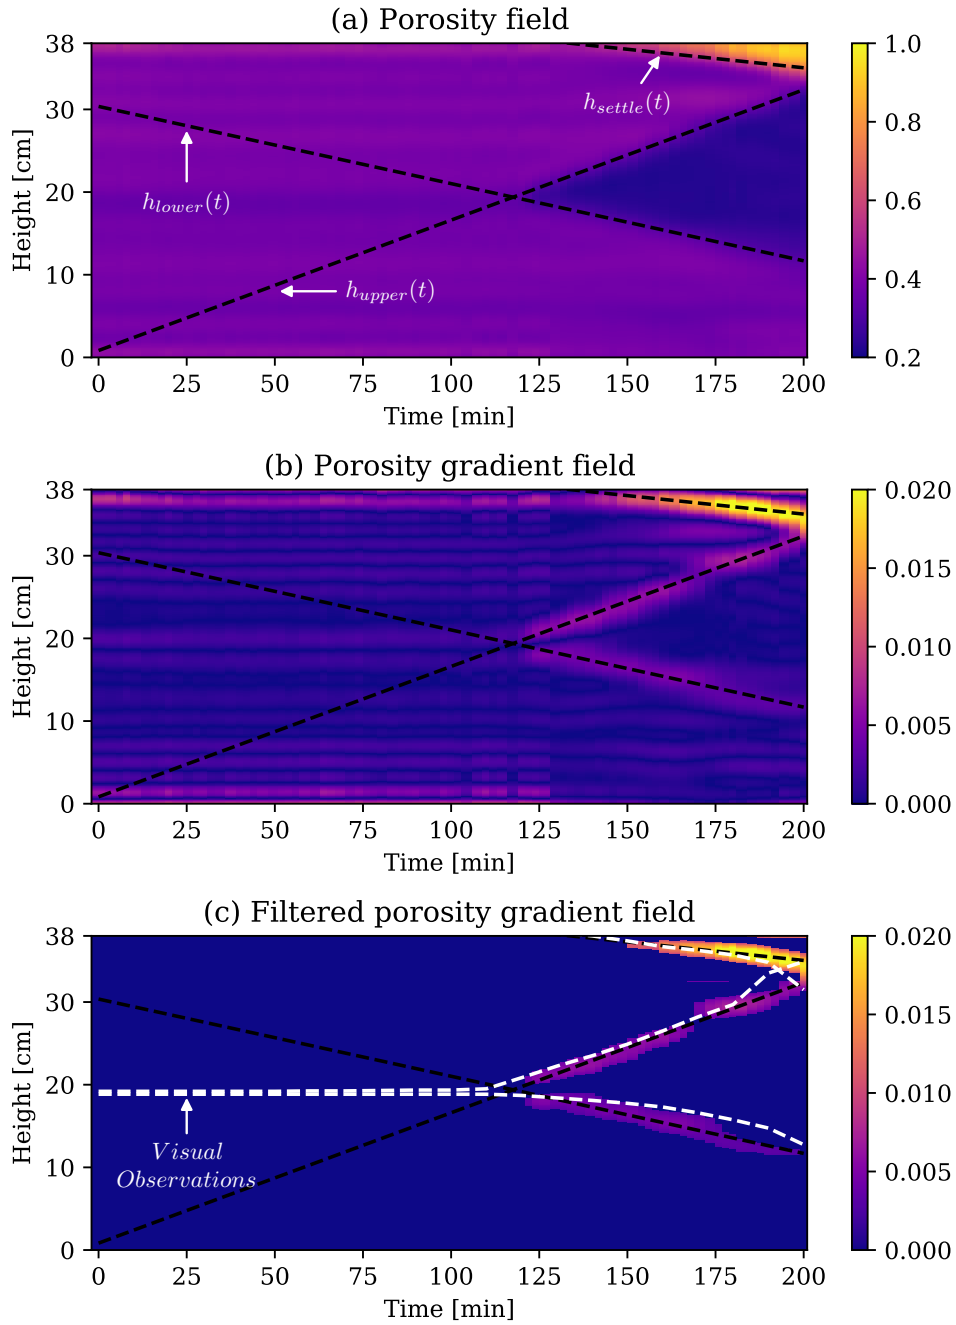 (a) Porosity field
38
30
20
10
0
Height [cm]
h_settle(t)
h_lower(t)
h_upper(t)
0 25 50 75 100 125 150 175 200
Time [min]
1.0
0.8
0.6
0.4
0.2
(b) Porosity gradient field
38
30
20
10
0
Height [cm]
0 25 50 75 100 125 150 175 200
Time [min]
0.020
0.015
0.010
0.005
0.000
(c) Filtered porosity gradient field
38
30
20
10
0
Height [cm]
Visual
Observations
0 25 50 75 100 125 150 175 200
Time [min]
0.020
0.015
0.010
0.005
0.000